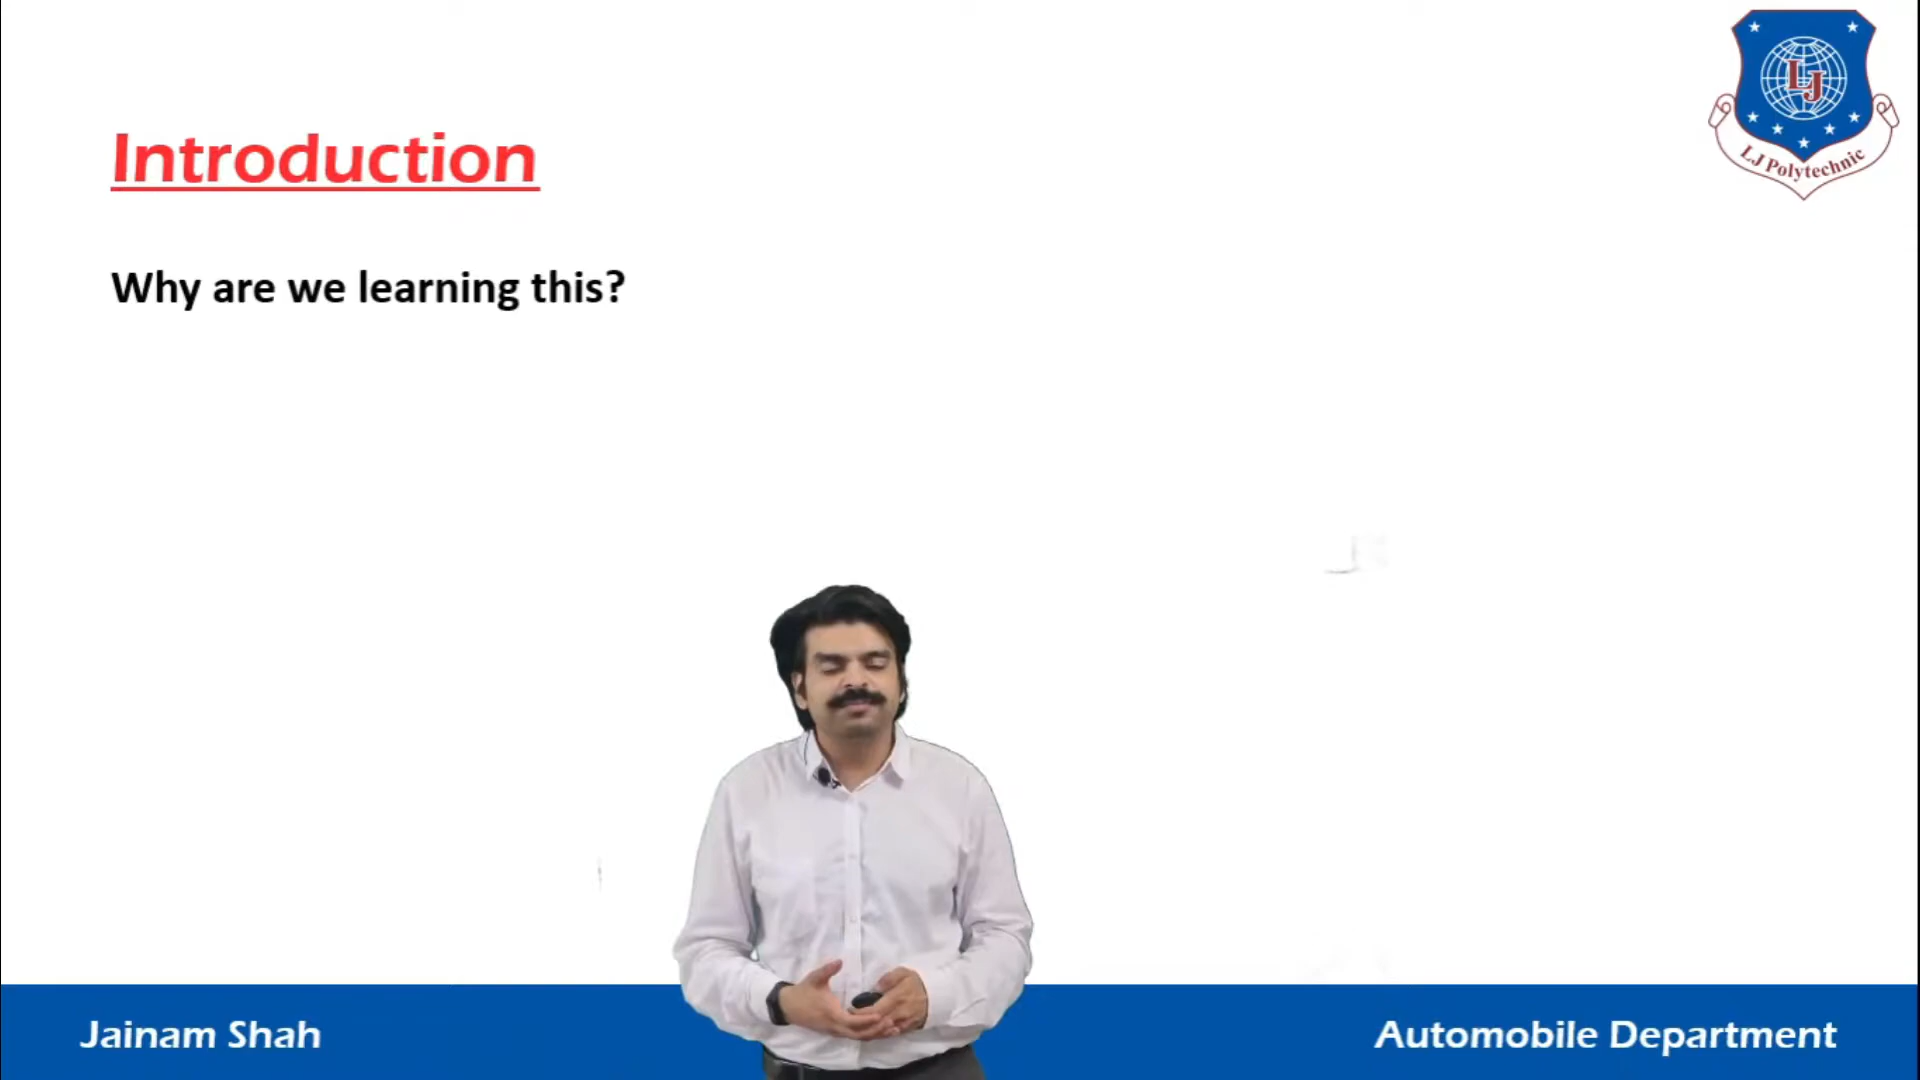 LJ
LJ Polytechnic
Introduction
Why are we learning this?
Jainam Shah
Automobile Department